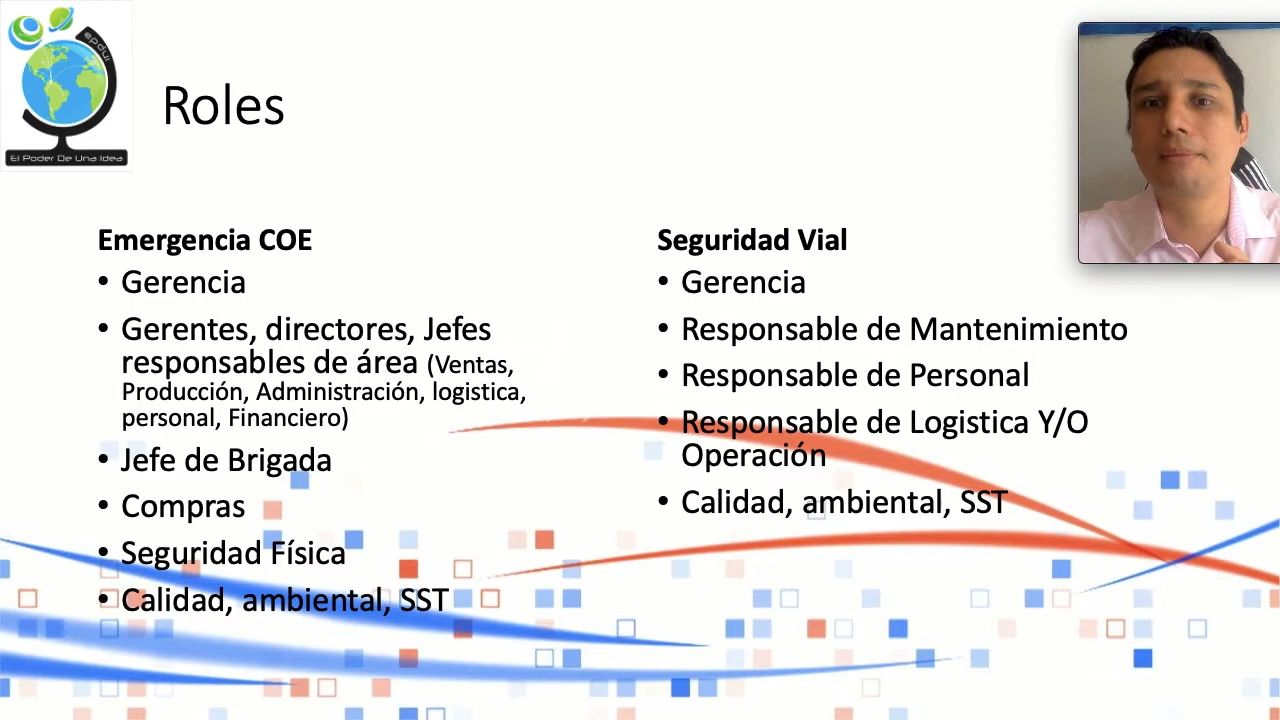 epdui
El Poder De Una Idea
Roles
Emergencia COE
• Gerencia
• Gerentes, directores, Jefes
responsables de área (Ventas,
Producción, Administración, logistica,
personal, Financiero)
• Jefe de Brigada
• Compras
• Seguridad Física
• Calidad, ambiental, SST
Seguridad Vial
• Gerencia
• Responsable de Mantenimiento
• Responsable de Personal
• Responsable de Logistica Y/O
Operación
• Calidad, ambiental, SST